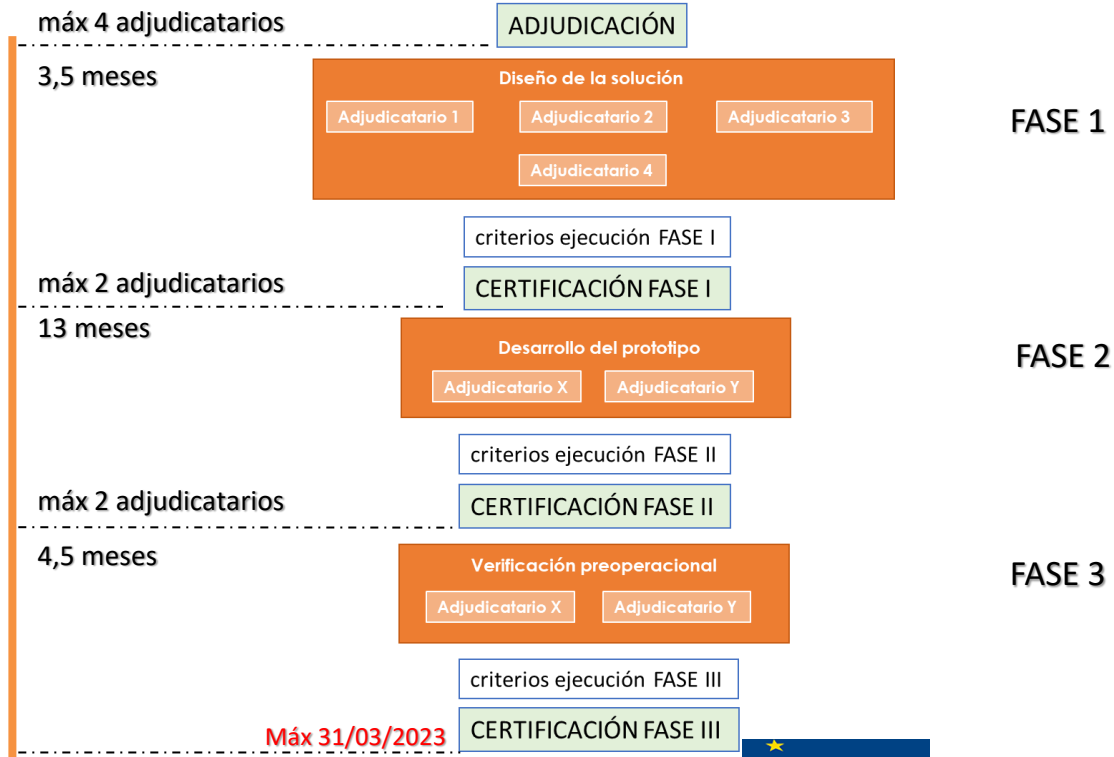 máx 4 adjudicatarios
ADJUDICACIÓN
3,5 meses
Diseño de la solución
Adjudicatario 1
Adjudicatario 2
Adjudicatario 3
Adjudicatario 4
FASE 1
criterios ejecución FASE I
máx 2 adjudicatarios
CERTIFICACIÓN FASE I
13 meses
Desarrollo del prototipo
Adjudicatario X
Adjudicatario Y
FASE 2
criterios ejecución FASE II
máx 2 adjudicatarios
CERTIFICACIÓN FASE II
4,5 meses
Verificación preoperacional
Adjudicatario X
Adjudicatario Y
FASE 3
criterios ejecución FASE III
Máx 31/03/2023
CERTIFICACIÓN FASE III